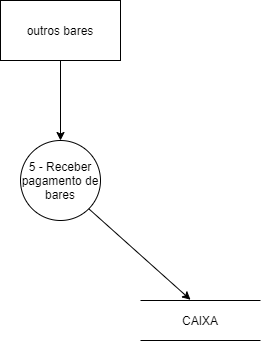 outros bares
5 - Receber
pagamento de
bares
CAIXA